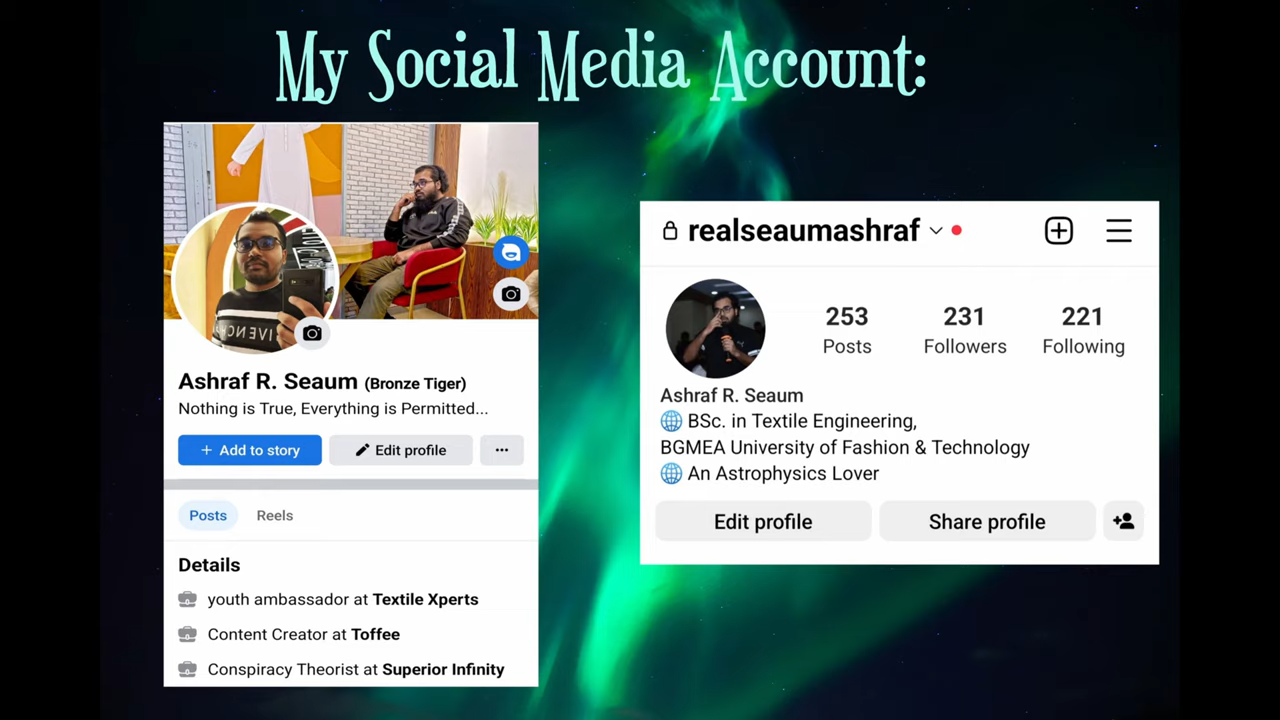 My Social Media Account:
Ashraf R. Seaum (Bronze Tiger)
Nothing is True, Everything is Permitted...
+ Add to story
Edit profile
Posts
Reels
Details
youth ambassador at Textile Xperts
Content Creator at Toffee
Conspiracy Theorist at Superior Infinity
realseaumashraf
253
231
221
Posts
Followers
Following
Ashraf R. Seaum
BSc. in Textile Engineering,
BGMEA University of Fashion & Technology
An Astrophysics Lover
Edit profile
Share profile